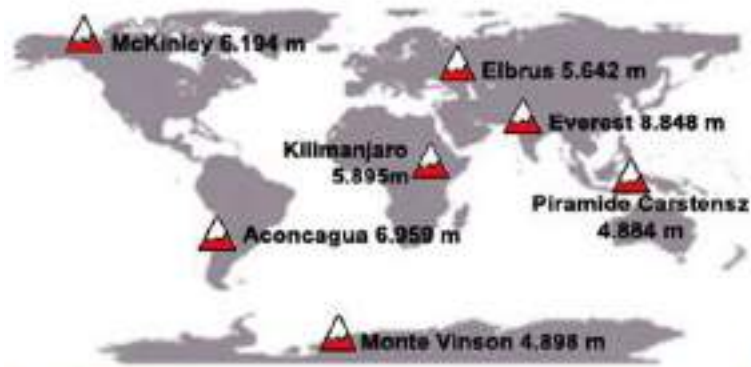 McKinley 6.194 m
Elbrus 5.642 m
Everest 8.848 m
Kilimanjaro
5.895m
Piramide Carstensz
4.884 m
Aconcagua 6.959 m
Monte Vinson 4.898 m